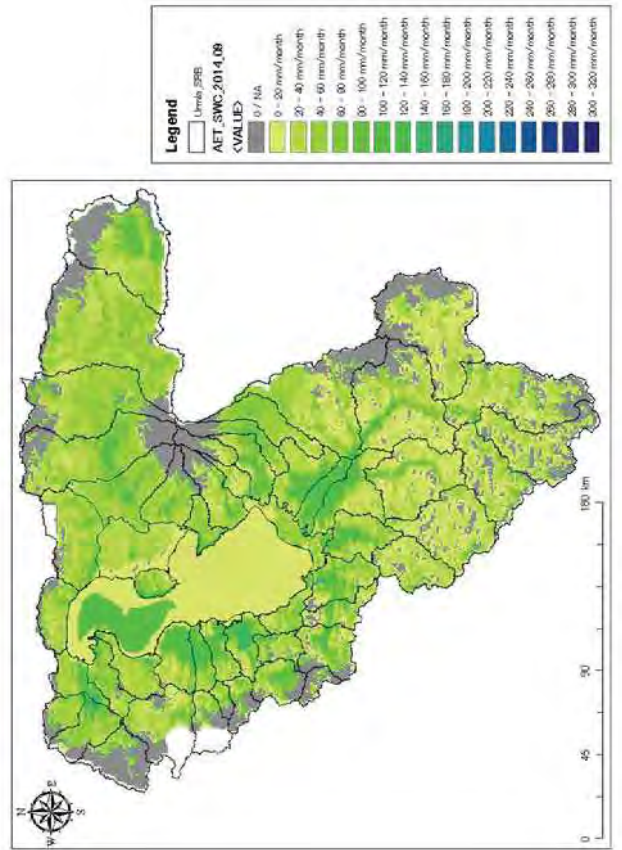 N
W
E
S
0
45
90
180 km
Legend
Urmia_SRB
AET_SWC_2014_09
<VALUE>
0 / NA
0 - 20 mm/month
20 - 40 mm/month
40 - 60 mm/month
60 - 80 mm/month
80 - 100 mm/month
100 - 120 mm/month
120 - 140 mm/month
140 - 160 mm/month
160 - 180 mm/month
180 - 200 mm/month
200 - 220 mm/month
220 - 240 mm/month
240 - 260 mm/month
260 - 280 mm/month
280 - 300 mm/month
300 - 320 mm/month